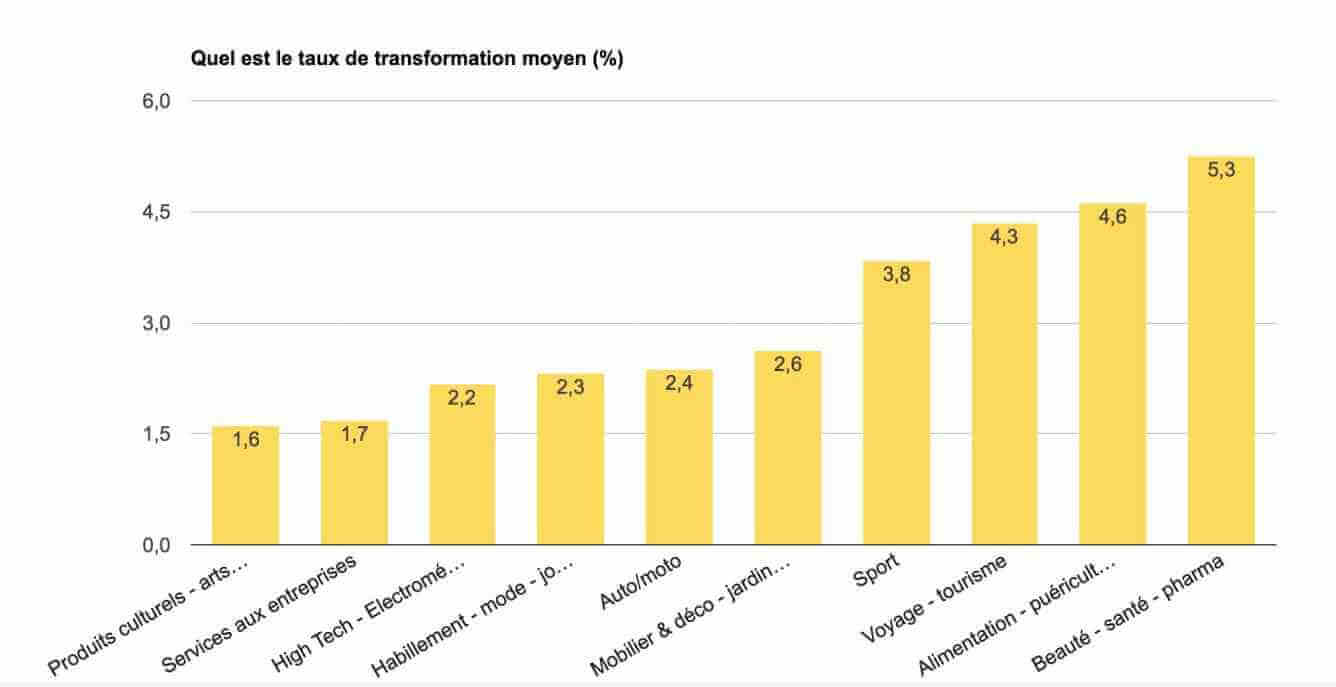 Quel est le taux de transformation moyen (%)
6,0
4,5
3,0
1,5
0,0
1,6
1,7
2,2
2,3
2,4
2,6
3,8
4,3
4,6
5,3
Produits culturels - arts...
Services aux entreprises
High Tech - Electromé...
Habillement - mode - jo...
Auto/moto
Mobilier & déco - jardin...
Sport
Voyage - tourisme
Alimentation - puéricult...
Beauté - santé - pharma